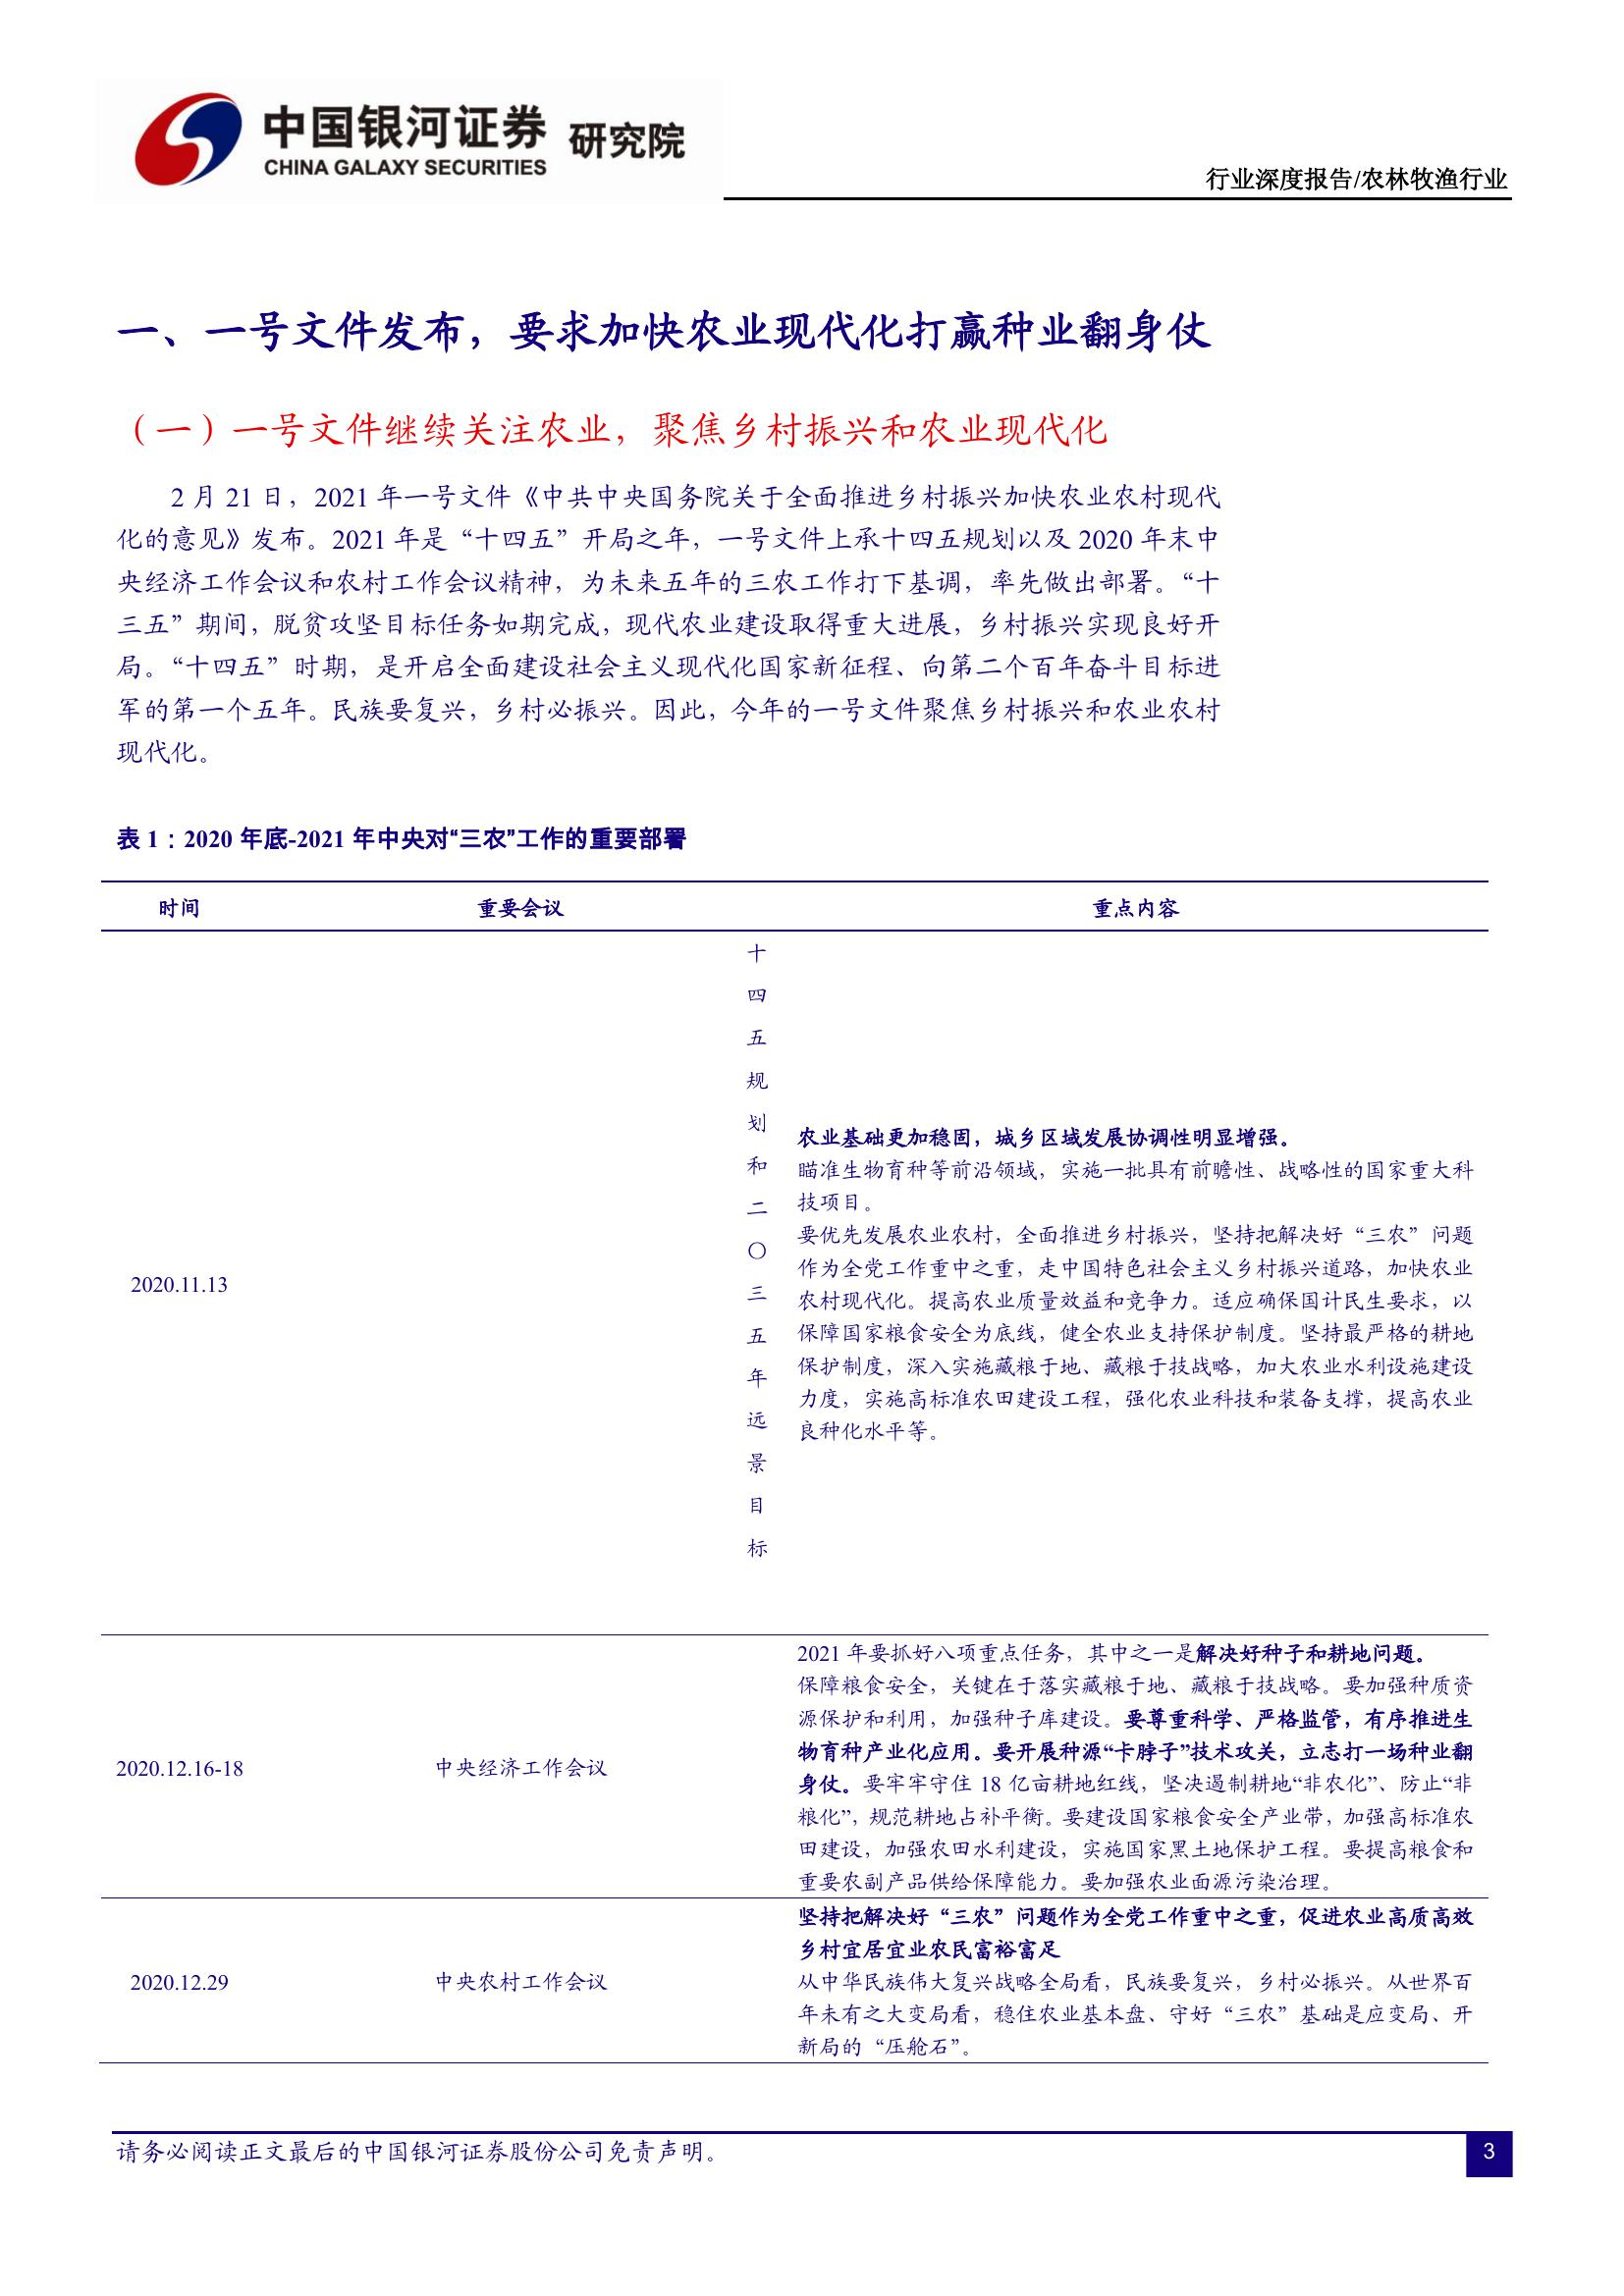 中国银河证券 研究院
CHINA GALAXY SECURITIES
行业深度报告/农林牧渔行业
一、一号文件发布，要求加快农业现代化打赢种业翻身仗
（一）一号文件继续关注农业，聚焦乡村振兴和农业现代化
2 月 21 日，2021 年一号文件《中共中央国务院关于全面推进乡村振兴加快农业农村现代
化的意见》发布。2021 年是“十四五”开局之年，一号文件上承十四五规划以及 2020 年末中
央经济工作会议和农村工作会议精神，为未来五年的三农工作打下基调，率先做出部署。“十
三五”期间，脱贫攻坚目标任务如期完成，现代农业建设取得重大进展，乡村振兴实现良好开
局。“十四五”时期，是开启全面建设社会主义现代化国家新征程、向第二个百年奋斗目标进
军的第一个五年。民族要复兴，乡村必振兴。因此，今年的一号文件聚焦乡村振兴和农业农村
现代化。
表 1：2020 年底-2021 年中央对“三农”工作的重要部署
时间 重要会议 重点内容
2020.11.13
十
四
五
规
划
和
二
〇
三
五
年
远
景
目
标
农业基础更加稳固，城乡区域发展协调性明显增强。
瞄准生物育种等前沿领域，实施一批具有前瞻性、战略性的国家重大科
技项目。
要优先发展农业农村，全面推进乡村振兴，坚持把解决好“三农”问题
作为全党工作重中之重，走中国特色社会主义乡村振兴道路，加快农业
农村现代化。提高农业质量效益和竞争力。适应确保国计民生要求，以
保障国家粮食安全为底线，健全农业支持保护制度。坚持最严格的耕地
保护制度，深入实施藏粮于地、藏粮于技战略，加大农业水利设施建设
力度，实施高标准农田建设工程，强化农业科技和装备支撑，提高农业
良种化水平等。
2020.12.16-18
中央经济工作会议
2021 年要抓好八项重点任务，其中之一是解决好种子和耕地问题。
保障粮食安全，关键在于落实藏粮于地、藏粮于技战略。要加强种质资
源保护和利用，加强种子库建设。要尊重科学、严格监管，有序推进生
物育种产业化应用。要开展种源“卡脖子”技术攻关，立志打一场种业翻
身仗。要牢牢守住 18 亿亩耕地红线，坚决遏制耕地“非农化”、防止“非
粮化”，规范耕地占补平衡。要建设国家粮食安全产业带，加强高标准农
田建设，加强农田水利建设，实施国家黑土地保护工程。要提高粮食和
重要农副产品供给保障能力。要加强农业面源污染治理。
2020.12.29
中央农村工作会议
坚持把解决好“三农”问题作为全党工作重中之重，促进农业高质高效
乡村宜居宜业农民富裕富足
从中华民族伟大复兴战略全局看，民族要复兴，乡村必振兴。从世界百
年未有之大变局看，稳住农业基本盘、守好“三农”基础是应变局、开
新局的“压舱石”。
请务必阅读正文最后的中国银河证券股份公司免责声明。
3